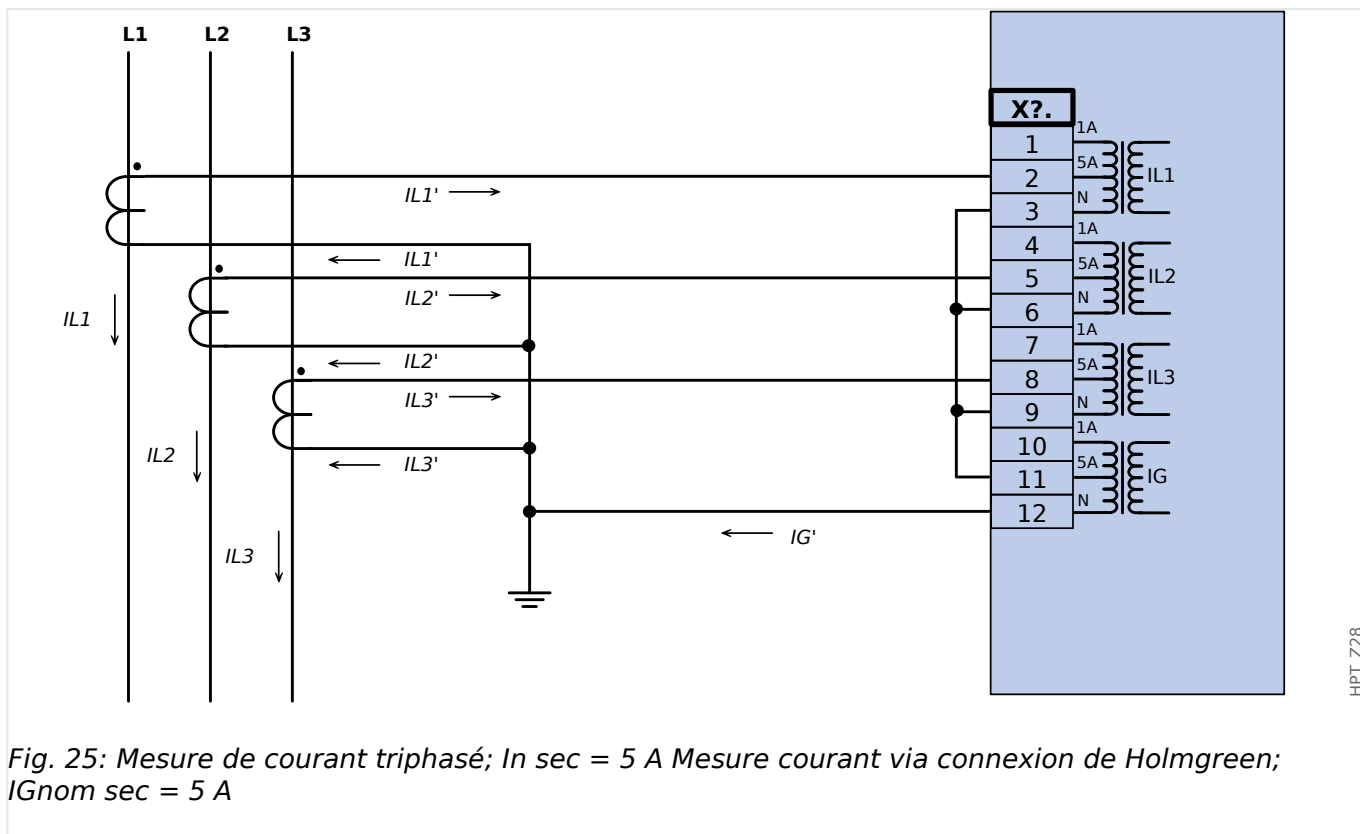 L1 L2 L3
X?.
1A
1
5A
2
IL1
N
3
1A
4
5A
5
IL2
N
6
1A
7
5A
8
IL3
N
9
1A
10
5A
11
IG
N
12
IL1'
IL1'
IL2'
IL1
IL2'
IL3'
IL2
IL3'
IG'
IL3
HPT_Z28
Fig. 25: Mesure de courant triphasé; In sec = 5 A Mesure courant via connexion de Holmgreen;
IGnom sec = 5 A